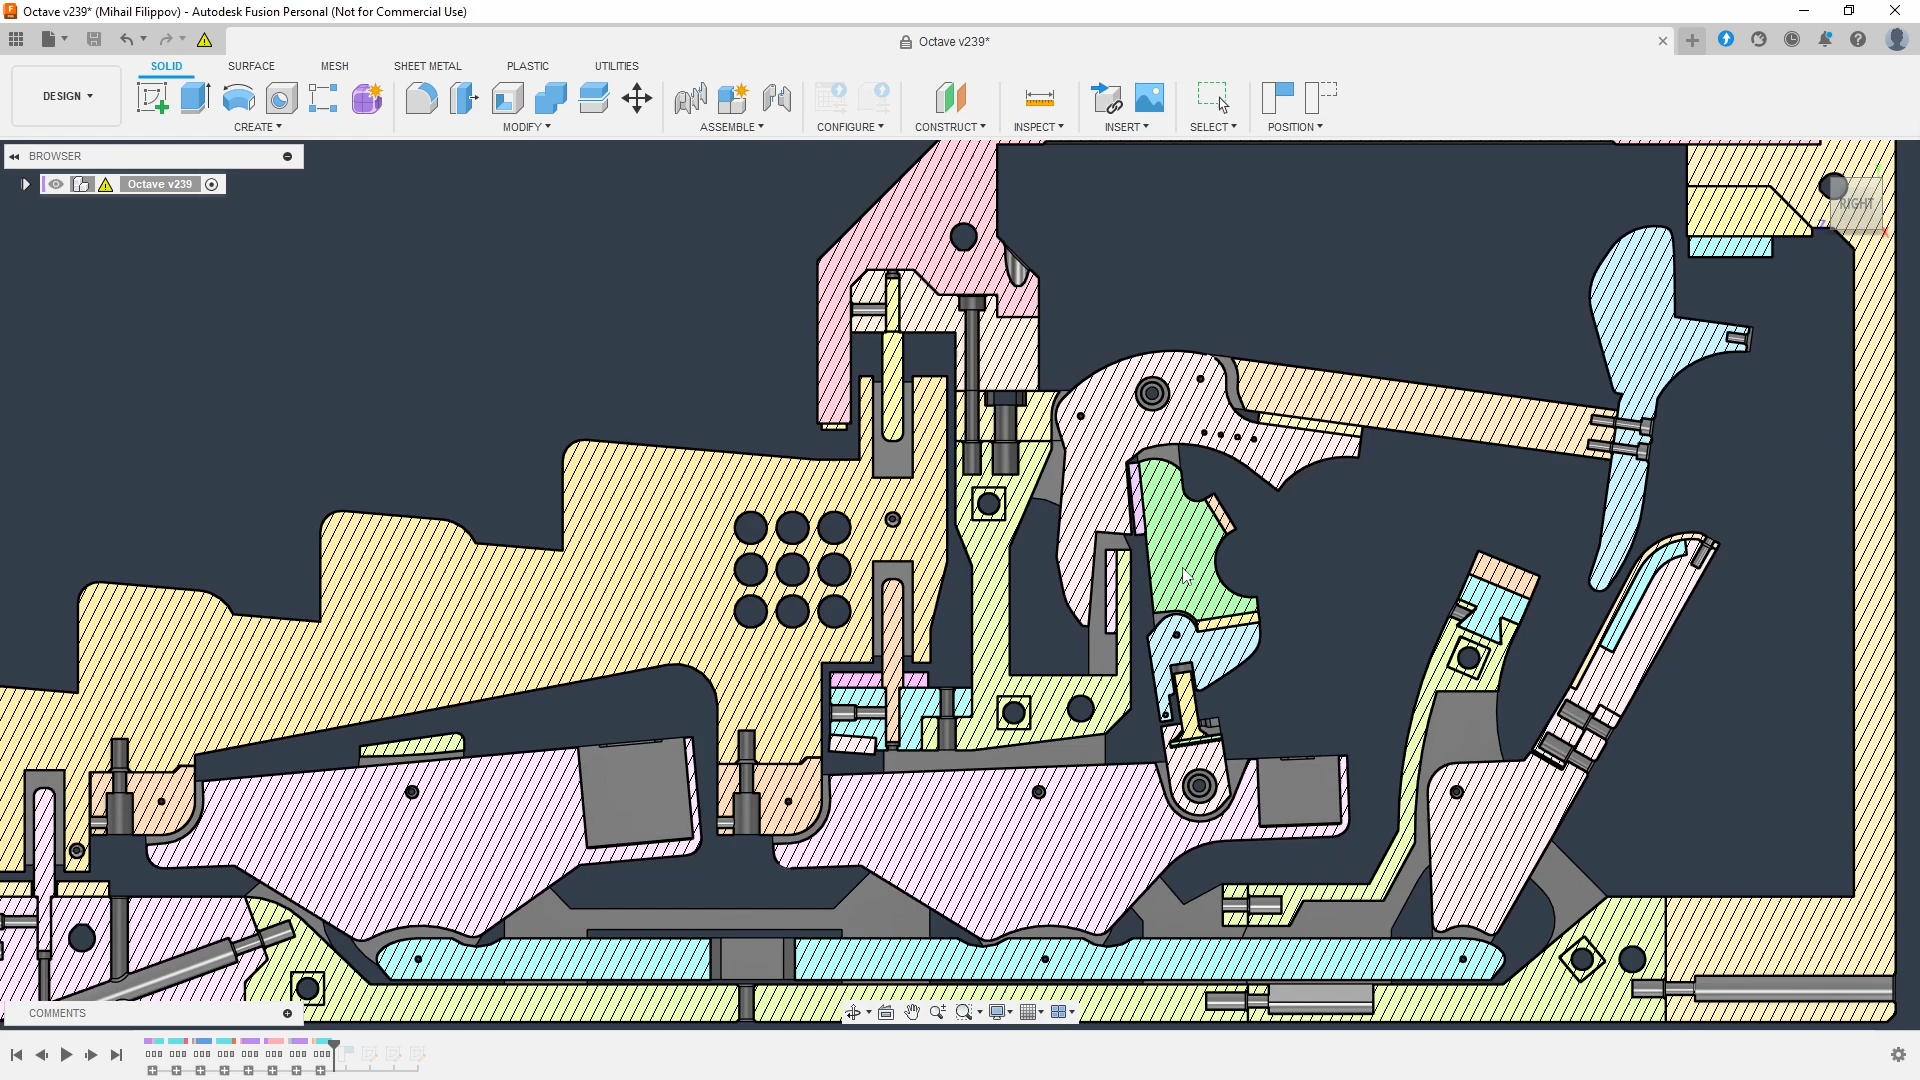 Octave v239* (Mihail Filippov) - Autodesk Fusion Personal (Not for Commercial Use)
Octave v239*
DESIGN
SOLID SURFACE MESH SHEET METAL PLASTIC UTILITIES
CREATE MODIFY ASSEMBLE CONFIGURE CONSTRUCT INSPECT INSERT SELECT POSITION
BROWSER
Octave v239
RIGHT
COMMENTS